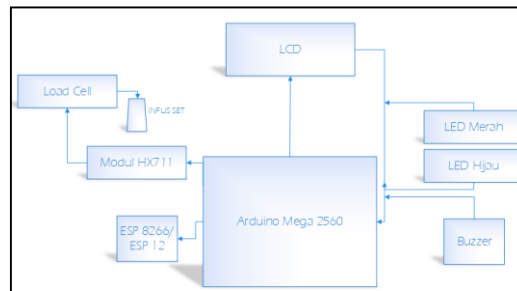 LCD
Load Cell
INFUS SET
LED Merah
Modul HX711
LED Hijau
Arduino Mega 2560
ESP 8266/
ESP 12
Buzzer